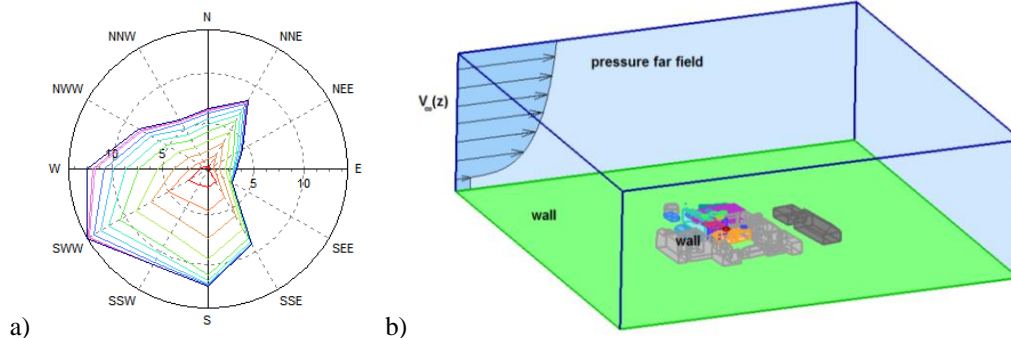 N
NNW
NNE
NWW
NEE
10
5
W
5
10
E
SWW
SEE
SSW
SSE
S
a)
pressure far field
V∞(z)
wall
wall
b)